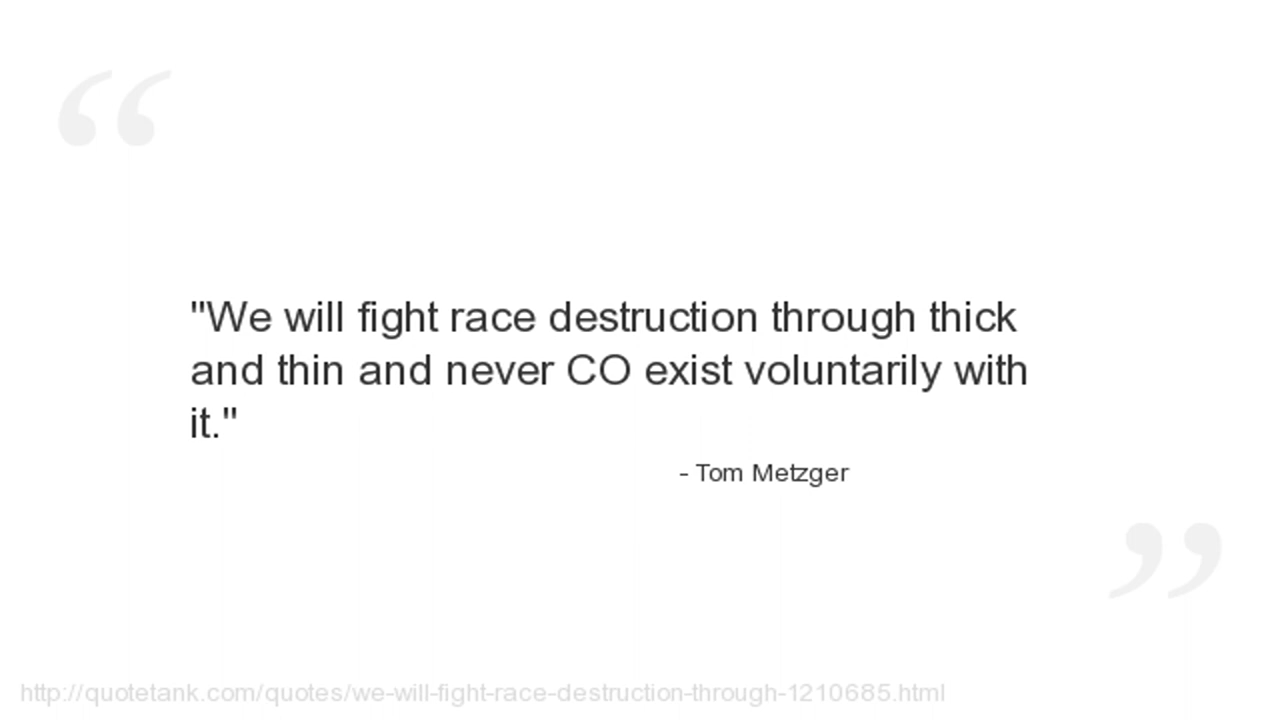 "We will fight race destruction through thick
and thin and never CO exist voluntarily with
it."
- Tom Metzger
http://quotetank.com/quotes/we-will-fight-race-destruction-through-1210685.html